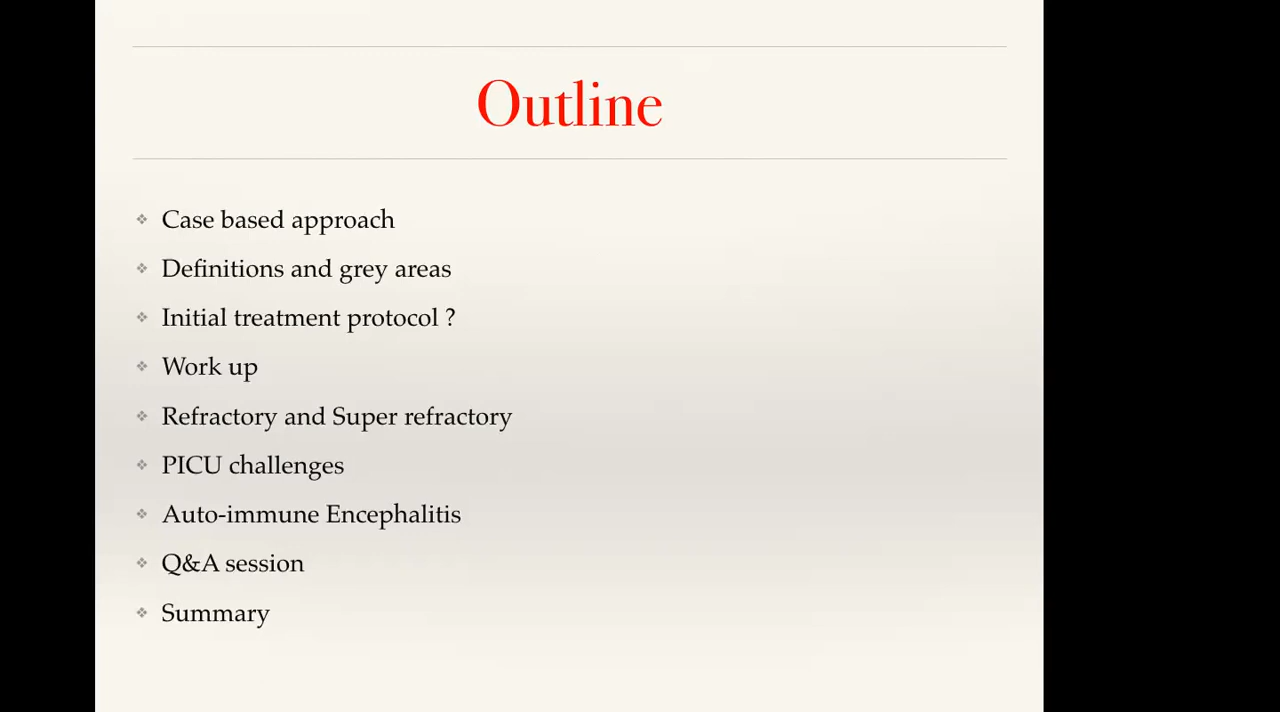 Outline
Case based approach
Definitions and grey areas
Initial treatment protocol ?
Work up
Refractory and Super refractory
PICU challenges
Auto-immune Encephalitis
Q&A session
Summary